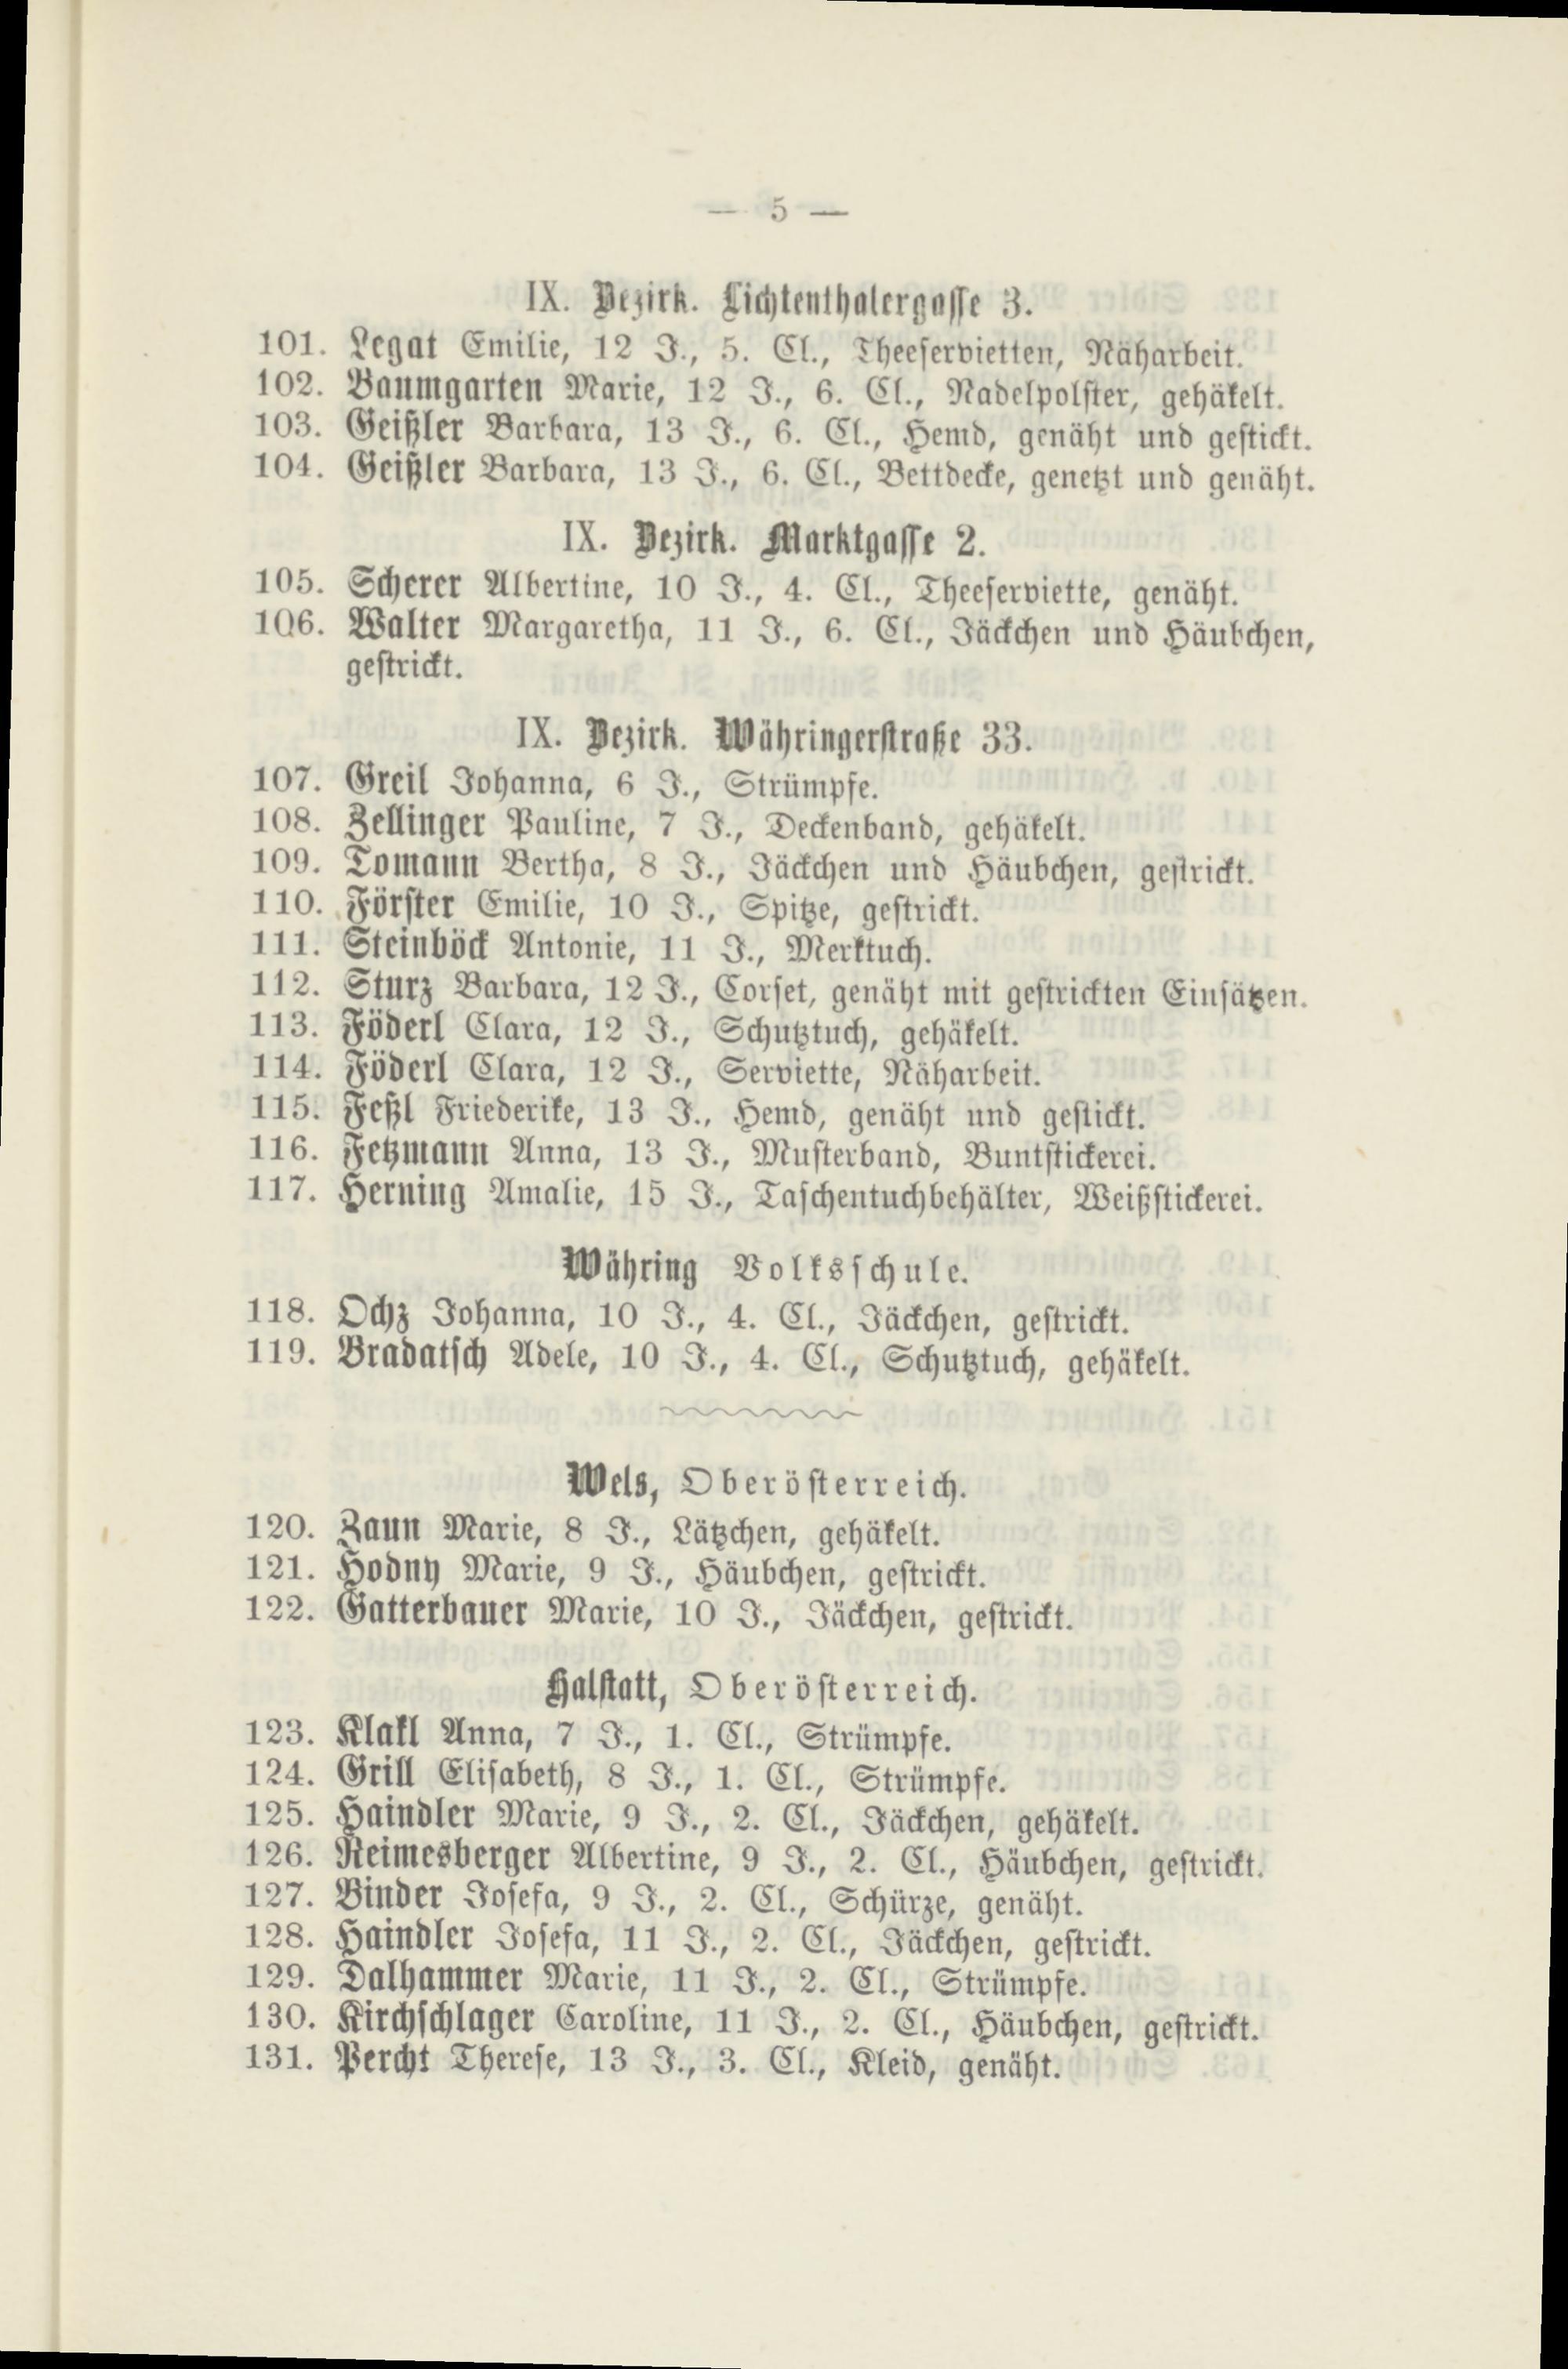 — 5 —
IX. Bezirk. Lichtenthalergasse 3.
101. Legat Emilie, 12 J., 5. Cl., Theeservietten, Näharbeit.
102. Baumgarten Marie, 12 J., 6. Cl., Nadelpolster, gehäkelt.
103. Geißler Barbara, 13 J., 6. Cl., Hemd, genäht und gestickt.
104. Geißler Barbara, 13 J., 6. Cl., Bettdecke, genetzt und genäht.
IX. Bezirk. Marktgasse 2.
105. Scherer Albertine, 10 J., 4. Cl., Theeserviette, genäht.
106. Walter Margaretha, 11 J., 6. Cl., Jäckchen und Häubchen,
gestrickt.
IX. Bezirk. Währingerstraße 33.
107. Greil Johanna, 6 J., Strümpfe.
108. Zellinger Pauline, 7 J., Deckenband, gehäkelt.
109. Tomann Bertha, 8 J., Jäckchen und Häubchen, gestrickt.
110. Förster Emilie, 10 J., Spitze, gestrickt.
111. Steinböck Antonie, 11 J., Merktuch.
112. Sturz Barbara, 12 J., Corset, genäht mit gestrickten Einsätzen.
113. Föderl Clara, 12 J., Schutztuch, gehäkelt.
114. Föderl Clara, 12 J., Serviette, Näharbeit.
115. Feßl Friederike, 13 J., Hemd, genäht und gestickt.
116. Fetzmann Anna, 13 J., Musterband, Buntstickerei.
117. Herning Amalie, 15 J., Taschentuchbehälter, Weißstickerei.
Währing Volksschule.
118. Ochz Johanna, 10 J., 4. Cl., Jäckchen, gestrickt.
119. Bradatsch Adele, 10 J., 4. Cl., Schutztuch, gehäkelt.
Wels, Oberösterreich.
120. Zaun Marie, 8 J., Lätzchen, gehäkelt.
121. Hodny Marie, 9 J., Häubchen, gestrickt.
122. Gatterbauer Marie, 10 J., Jäckchen, gestrickt.
Halstatt, Oberösterreich.
123. Klakl Anna, 7 J., 1. Cl., Strümpfe.
124. Grill Elisabeth, 8 J., 1. Cl., Strümpfe.
125. Haindler Marie, 9 J., 2. Cl., Jäckchen, gehäkelt.
126. Reimesberger Albertine, 9 J., 2. Cl., Häubchen, gestrickt.
127. Binder Josefa, 9 J., 2. Cl., Schürze, genäht.
128. Haindler Josefa, 11 J., 2. Cl., Jäckchen, gestrickt.
129. Dalhammer Marie, 11 J., 2. Cl., Strümpfe.
130. Kirchschlager Caroline, 11 J., 2. Cl., Häubchen, gestrickt.
131. Percht Therese, 13 J., 3. Cl., Kleid, genäht.